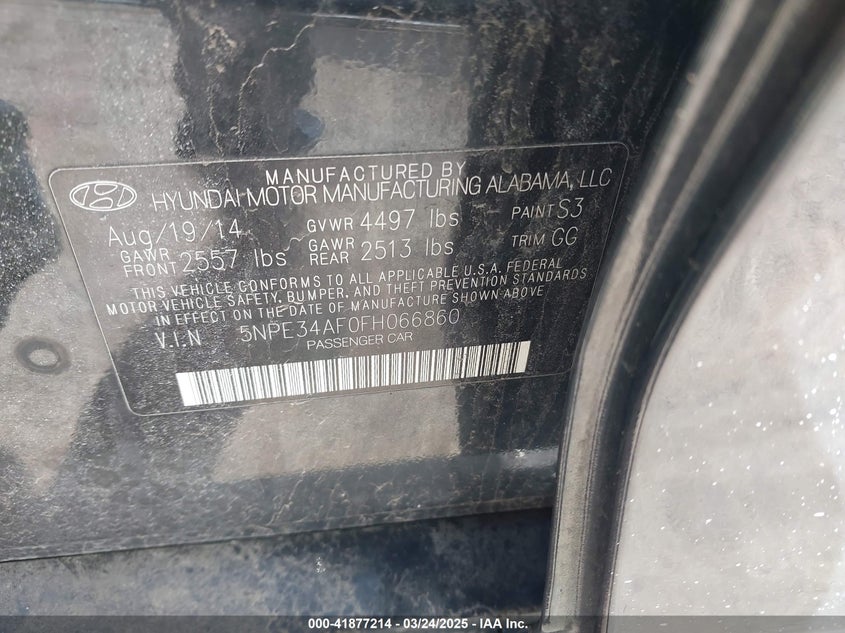 MANUFACTURED BY
HYUNDAI MOTOR MANUFACTURING ALABAMA, LLC
Aug/19/14 GVWR 4497 lbs PAINT S3
GAWR FRONT 2557 lbs GAWR REAR 2513 lbs TRIM GG
THIS VEHICLE CONFORMS TO ALL APPLICABLE U.S.A. FEDERAL
MOTOR VEHICLE SAFETY, BUMPER, AND THEFT PREVENTION STANDARDS
IN EFFECT ON THE DATE OF MANUFACTURE SHOWN ABOVE
V.I.N 5NPE34AF0FH066860
PASSENGER CAR
000-41877214 - 03/24/2025 - IAA Inc.